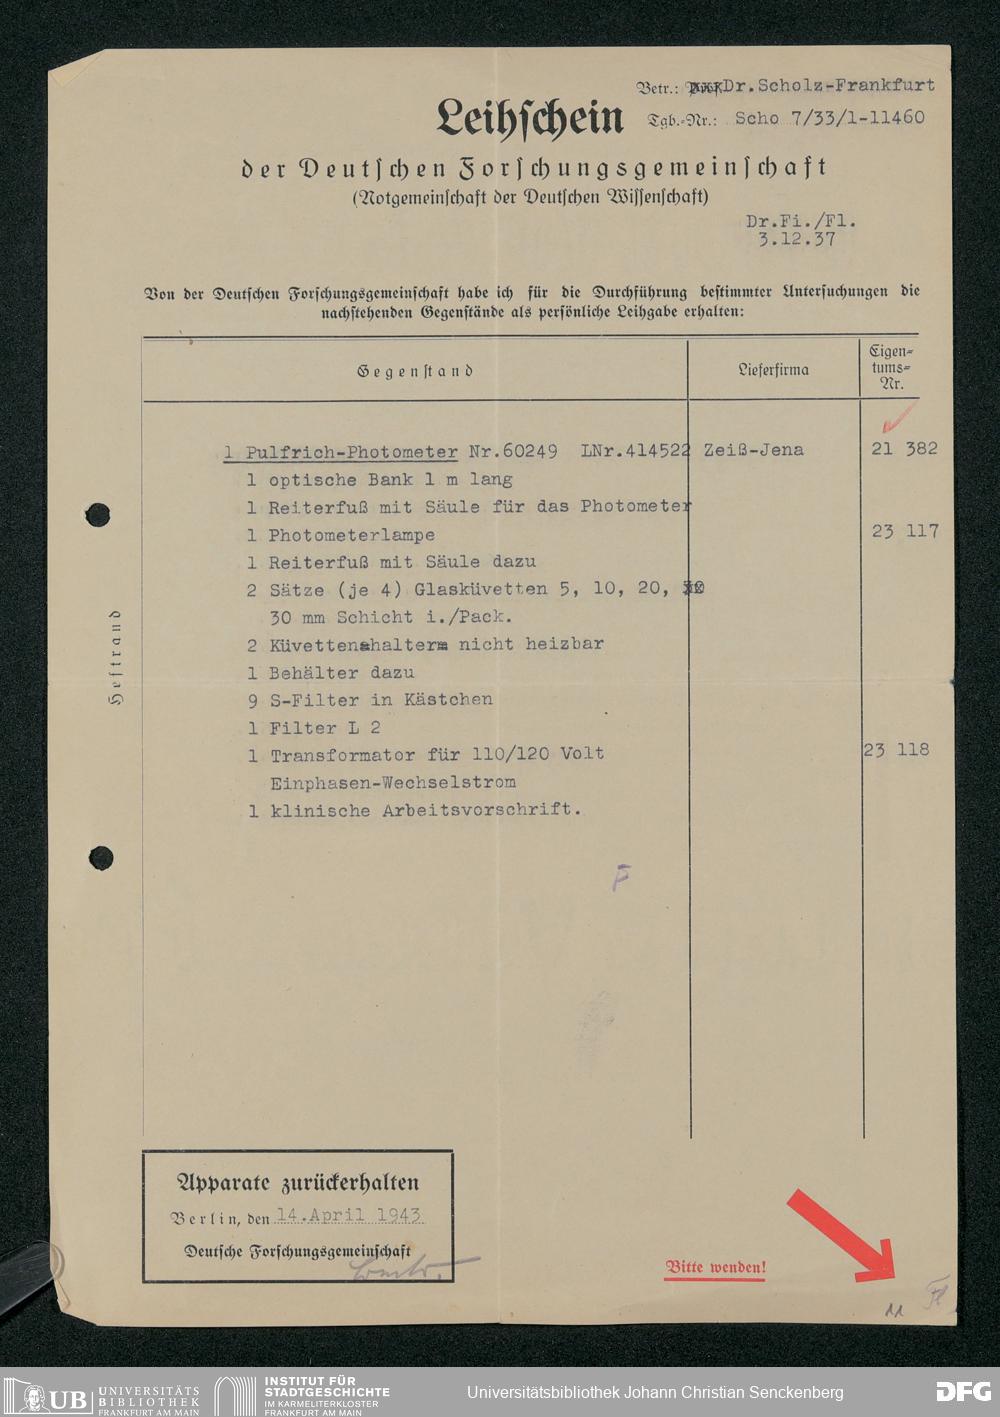 Betr.: Dr. Scholz-Frankfurt
Leihschein
Tgb.-Nr.: Scho 7/33/1-11460
der Deutschen Forschungsgemeinschaft
(Notgemeinschaft der Deutschen Wissenschaft)
Dr.Fi./Fl.
3.12.37
Von der Deutschen Forschungsgemeinschaft habe ich für die Durchführung bestimmter Untersuchungen die
nachstehenden Gegenstände als persönliche Leihgabe erhalten:
Gegenstand Lieferfirma Eigen-
tums-
Nr.
1 Pulfrich-Photometer Nr.60249 LNr.414522 Zeiß-Jena 21 382
1 optische Bank 1 m lang
1 Reiterfuß mit Säule für das Photometer
1 Photometerlampe 23 117
1 Reiterfuß mit Säule dazu
2 Sätze (je 4) Glasküvetten 5, 10, 20,
30 mm Schicht i./Pack.
2 Küvettenhalter nicht heizbar
1 Behälter dazu
9 S-Filter in Kästchen
1 Filter L 2
1 Transformator für 110/120 Volt 23 118
Einphasen-Wechselstrom
1 klinische Arbeitsvorschrift.
Heftrand
F
Apparate zurückerhalten
Berlin, den 14.April 1943
Deutsche Forschungsgemeinschaft
Bitte wenden!
Fl
UB UNIVERSITÄTS
BIBLIOTHEK
FRANKFURT AM MAIN
INSTITUT FÜR
STADTGESCHICHTE
IM KARMELITERKLOSTER
FRANKFURT AM MAIN
Universitätsbibliothek Johann Christian Senckenberg
DFG